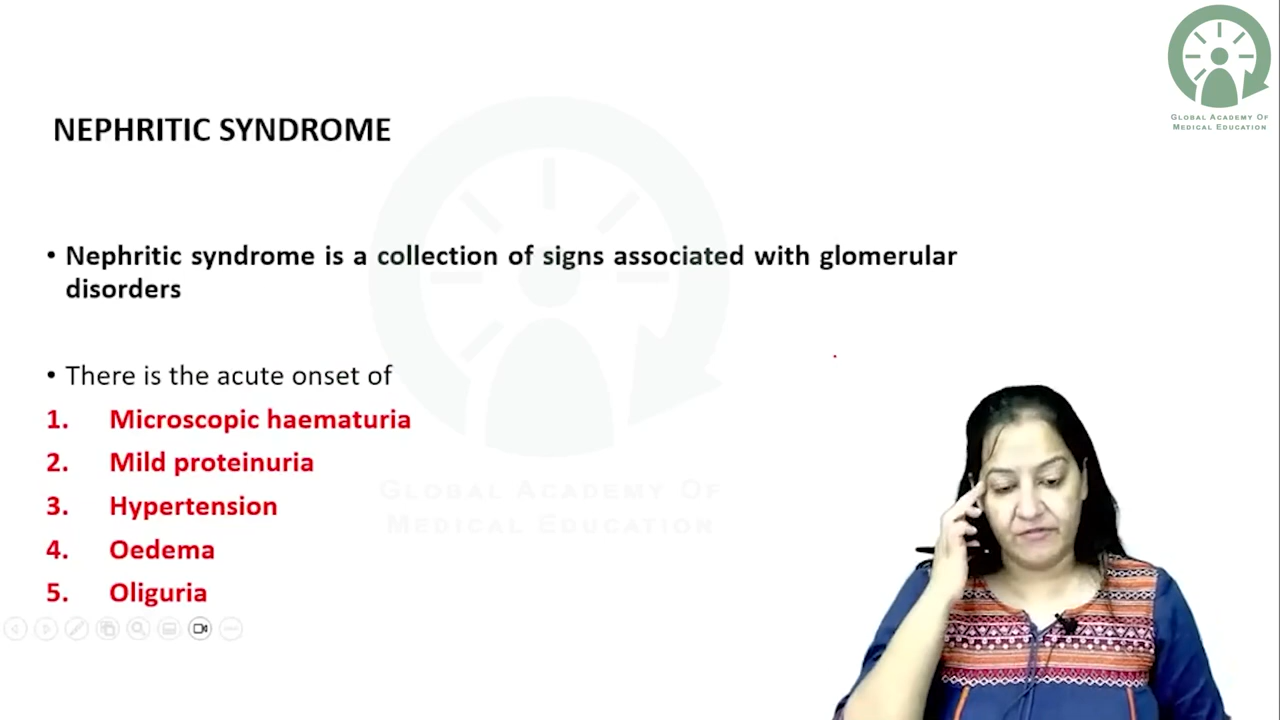 GLOBAL ACADEMY OF
MEDICAL EDUCATION
NEPHRITIC SYNDROME
• Nephritic syndrome is a collection of signs associated with glomerular
disorders
• There is the acute onset of
1. Microscopic haematuria
2. Mild proteinuria
3. Hypertension
4. Oedema
5. Oliguria
GLOBAL ACADEMY OF
MEDICAL EDUCATION